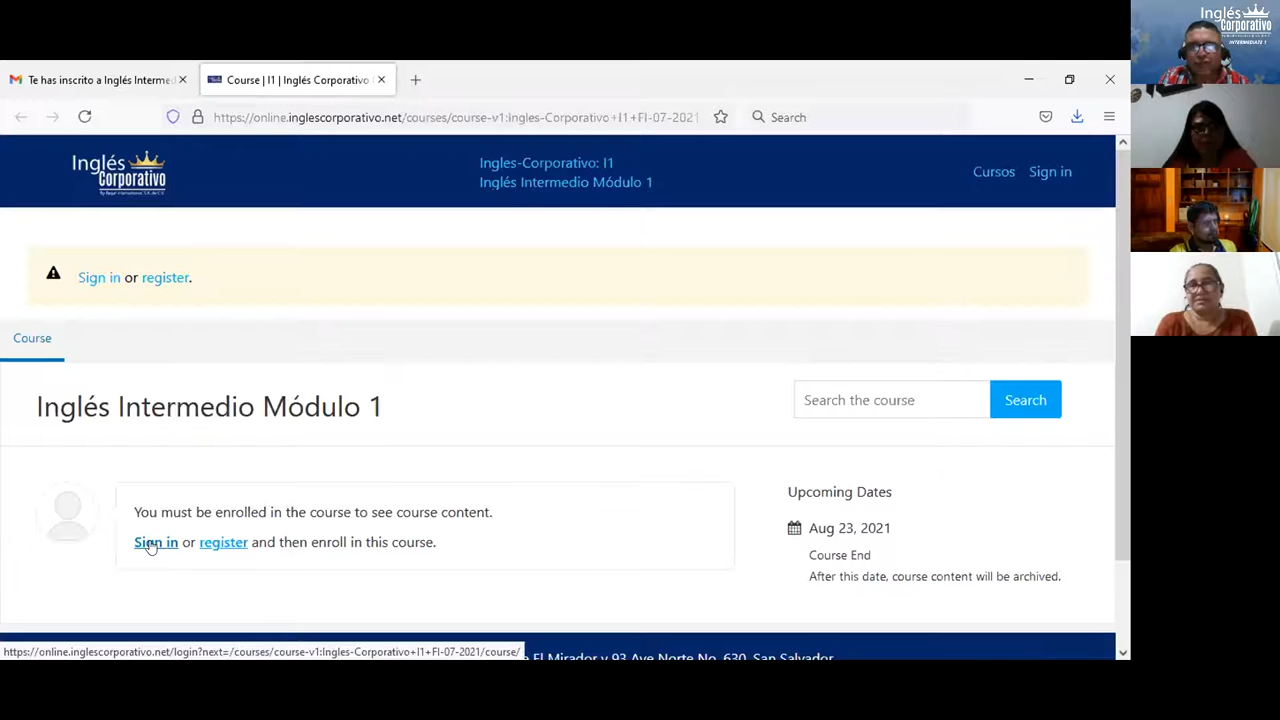 Te has inscrito a Inglés Interme
Course | I1 | Inglés Corporativo
https://online.inglescorporativo.net/courses/course-v1:Ingles-Corporativo+I1+FI-07-2021
Search
Inglés
Corporativo
Ingles-Corporativo: I1
Inglés Intermedio Módulo 1
Cursos
Sign in
Sign in or register.
Course
Inglés Intermedio Módulo 1
Search the course
Search
You must be enrolled in the course to see course content.
Sign in or register and then enroll in this course.
Upcoming Dates
Aug 23, 2021
Course End
After this date, course content will be archived.
https://online.inglescorporativo.net/login?next=/courses/course-v1:Ingles-Corporativo+I1+FI-07-2021/course/
El Mirador y 93 Ave Norte No. 630, San Salvador
Inglés
Corporativo
INTERMEDIATE 1